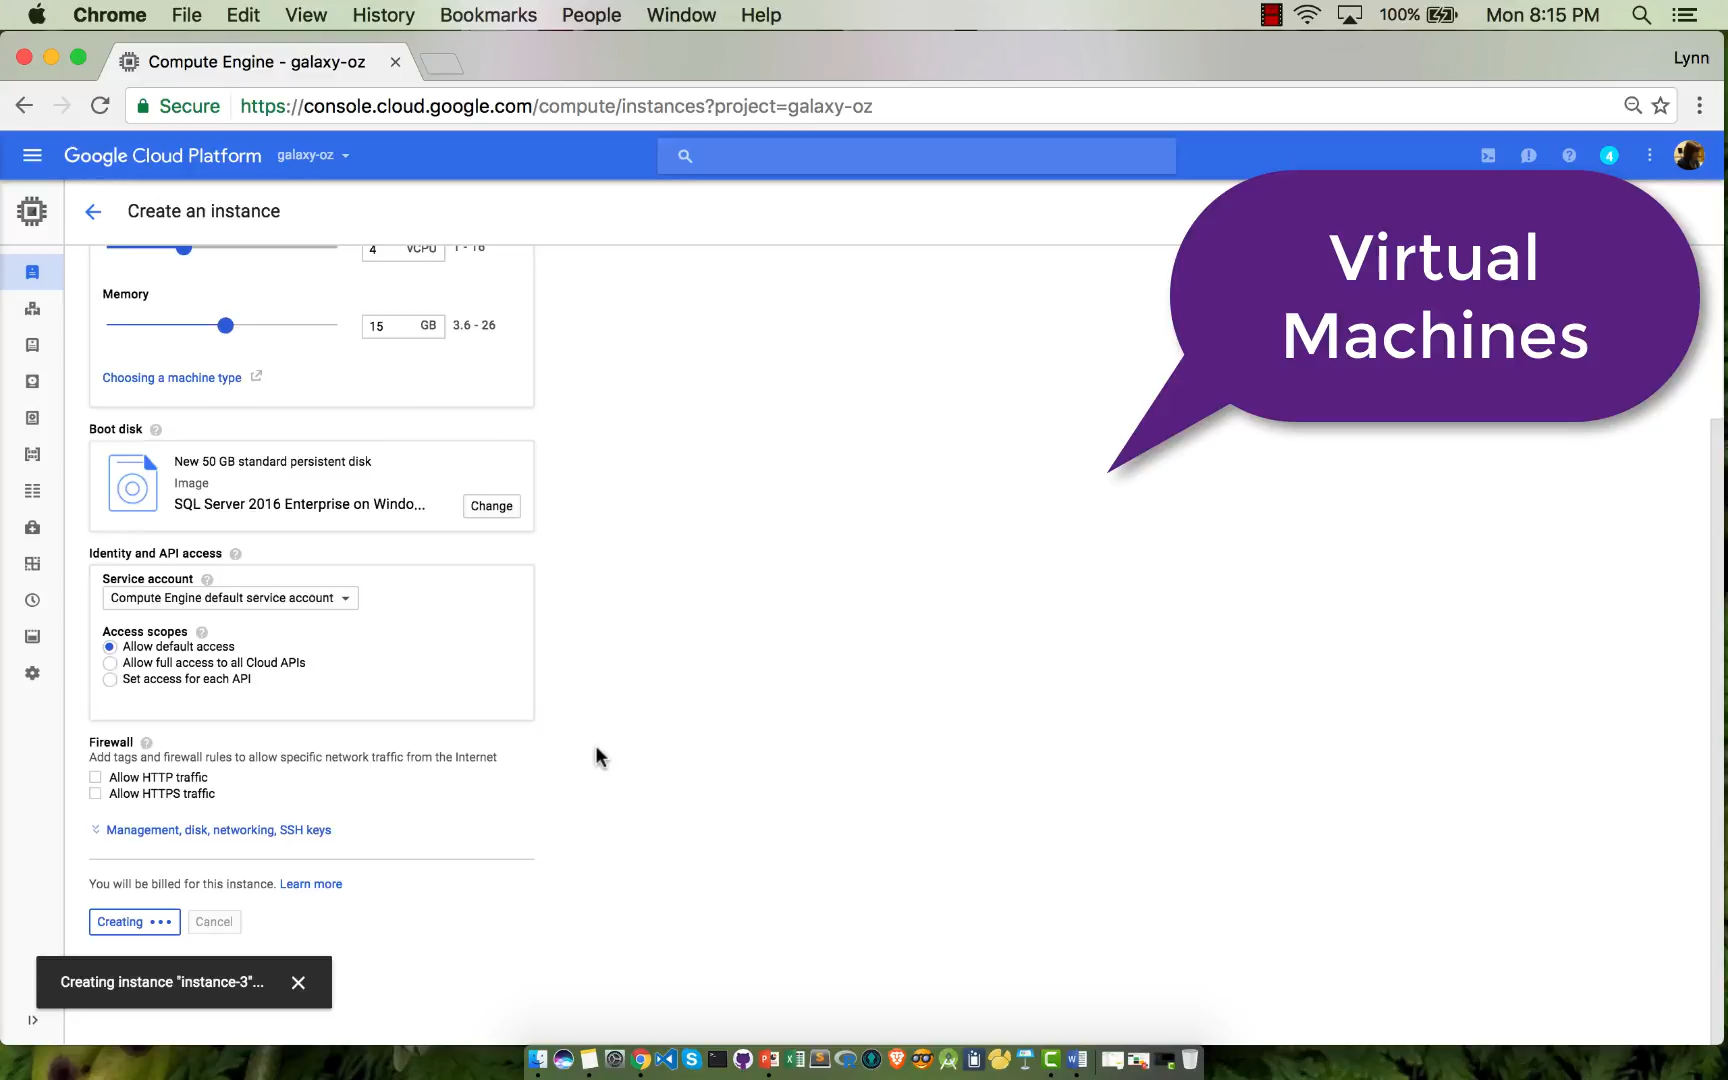 Chrome File Edit View History Bookmarks People Window Help
100% Mon 8:15 PM
Compute Engine - galaxy-oz
Lynn
Secure https://console.cloud.google.com/compute/instances?project=galaxy-oz
Google Cloud Platform galaxy-oz
4
Create an instance
Virtual
Machines
4 vCPU 1 - 16
Memory
15 GB 3.6 - 26
Choosing a machine type
Boot disk
New 50 GB standard persistent disk
Image
SQL Server 2016 Enterprise on Windo...
Change
Identity and API access
Service account
Compute Engine default service account
Access scopes
Allow default access
Allow full access to all Cloud APIs
Set access for each API
Firewall
Add tags and firewall rules to allow specific network traffic from the Internet
Allow HTTP traffic
Allow HTTPS traffic
Management, disk, networking, SSH keys
You will be billed for this instance. Learn more
Creating Cancel
Creating instance "instance-3"...